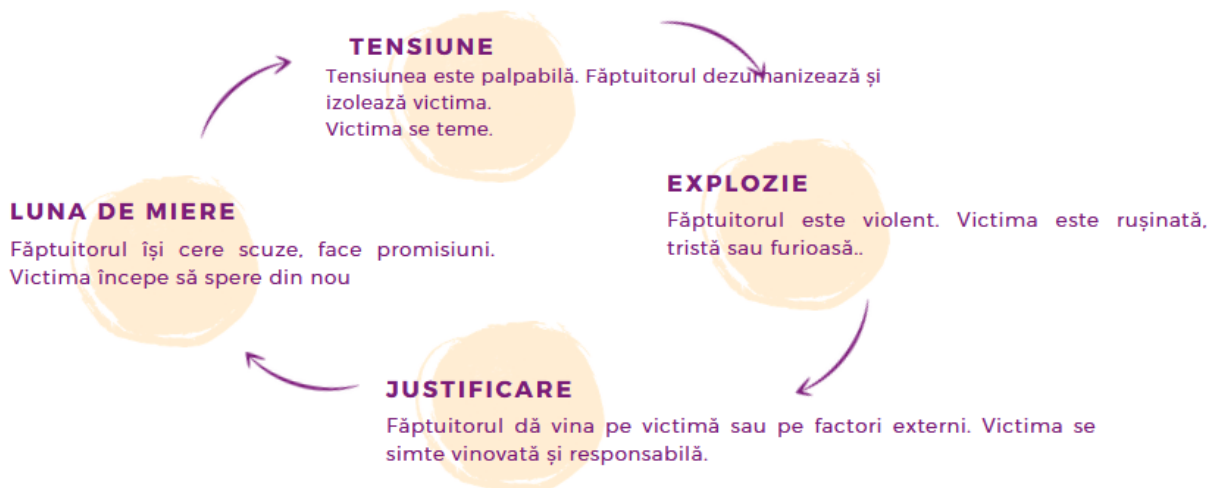 TENSIUNE
Tensiunea este palpabilă. Făptuitorul dezumanizează și
izolează victima.
Victima se teme.
EXPLOZIE
Făptuitorul este violent. Victima este rușinată,
tristă sau furioasă..
JUSTIFICARE
Făptuitorul dă vina pe victimă sau pe factori externi. Victima se
simte vinovată și responsabilă.
LUNA DE MIERE
Făptuitorul își cere scuze, face promisiuni.
Victima începe să spere din nou